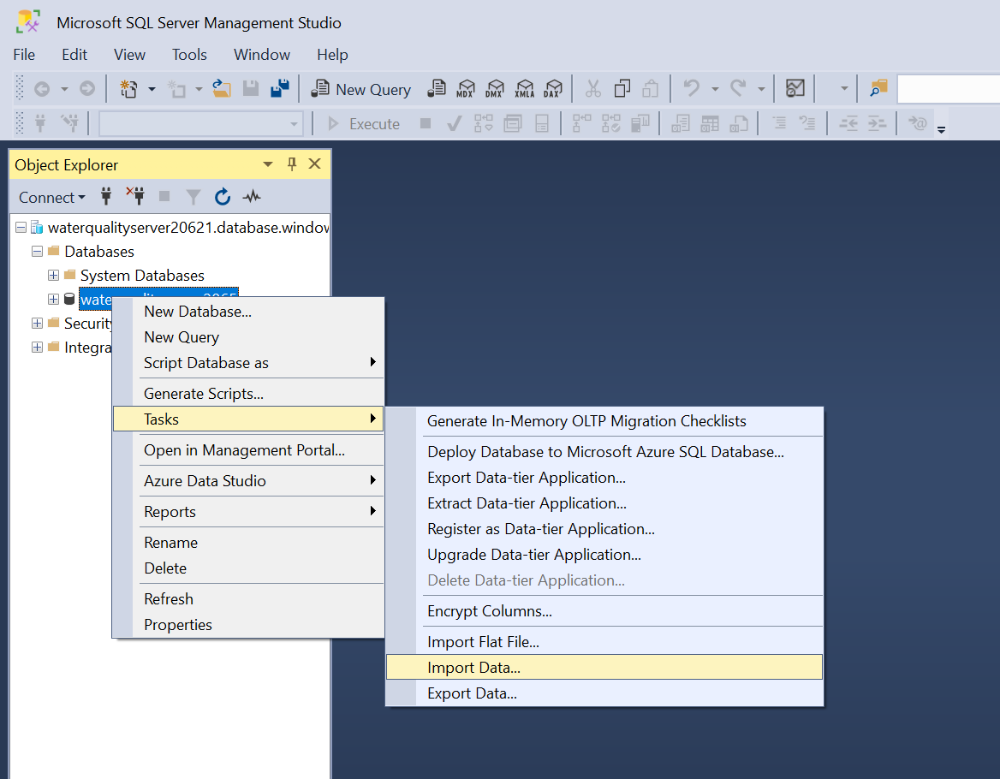 Microsoft SQL Server Management Studio
File Edit View Tools Window Help
New Query MDX DMX XMLA DAX
Execute
Object Explorer
Connect
waterqualityserver20621.database.window
Databases
System Databases
Security
Integra
New Database...
New Query
Script Database as
Generate Scripts...
Tasks
Open in Management Portal...
Azure Data Studio
Reports
Rename
Delete
Refresh
Properties
Generate In-Memory OLTP Migration Checklists
Deploy Database to Microsoft Azure SQL Database...
Export Data-tier Application...
Extract Data-tier Application...
Register as Data-tier Application...
Upgrade Data-tier Application...
Delete Data-tier Application...
Encrypt Columns...
Import Flat File...
Import Data...
Export Data...